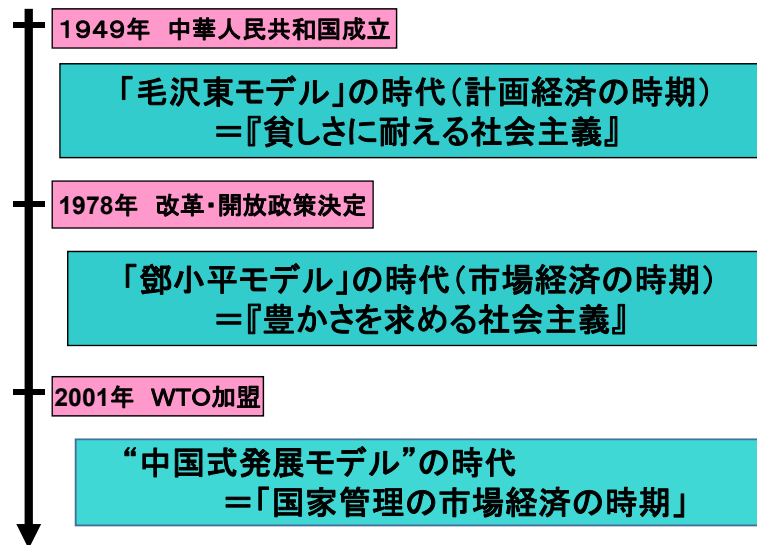 1949年 中華人民共和国成立
「毛沢東モデル」の時代(計画経済の時期)
=『貧しさに耐える社会主義』
1978年 改革・開放政策決定
「鄧小平モデル」の時代(市場経済の時期)
=『豊かさを求める社会主義』
2001年 WTO加盟
“中国式発展モデル”の時代
=「国家管理の市場経済の時期」